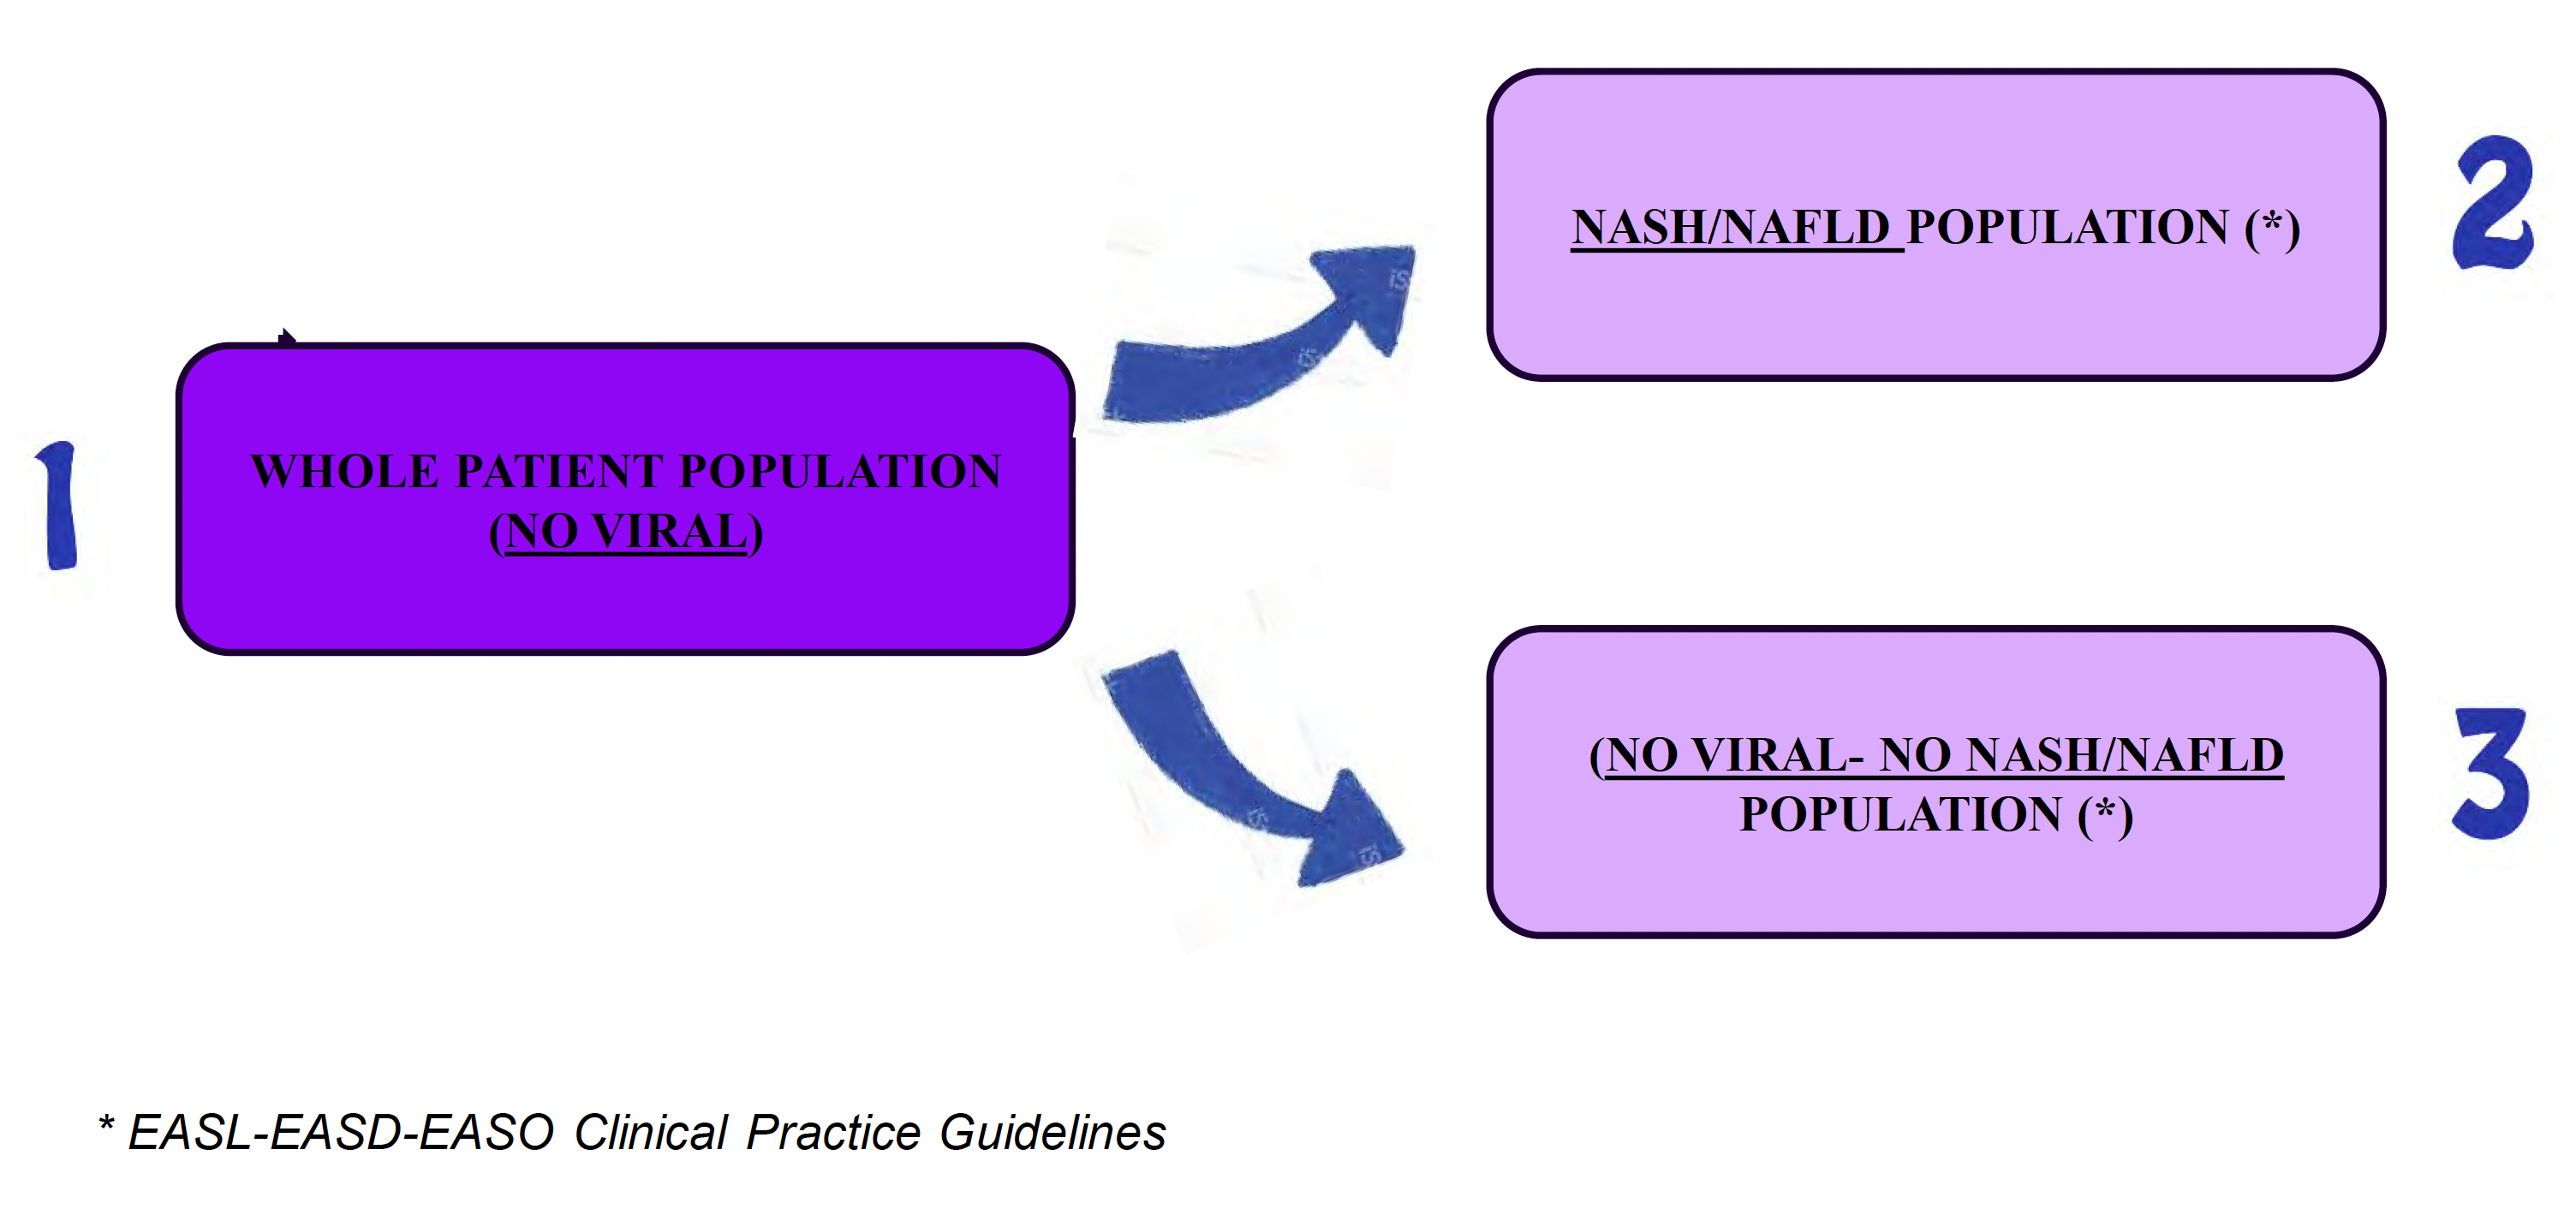 1
WHOLE PATIENT POPULATION
(NO VIRAL)
NASH/NAFLD POPULATION (*)
2
(NO VIRAL- NO NASH/NAFLD
POPULATION (*)
3
* EASL-EASD-EASO Clinical Practice Guidelines